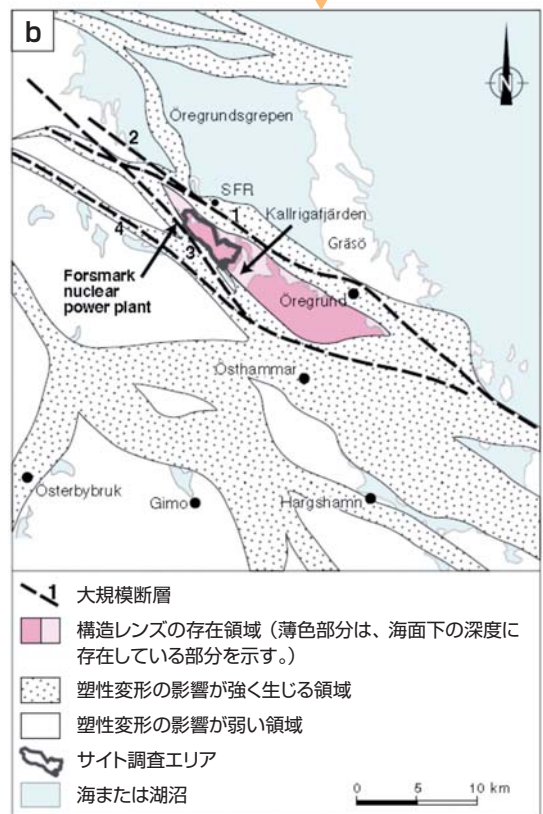 b
N
Öregrundsgrepen
2
SFR
1
Kallrigafjärden
Gräsö
4
3
Forsmark
nuclear
power plant
Öregrund
Östhammar
Österbybruk
Gimo
Hargshamn
1 大規模断層
構造レンズの存在領域（薄色部分は、海面下の深度に
存在している部分を示す。）
塑性変形の影響が強く生じる領域
塑性変形の影響が弱い領域
サイト調査エリア
海または湖沼
0 5 10 km